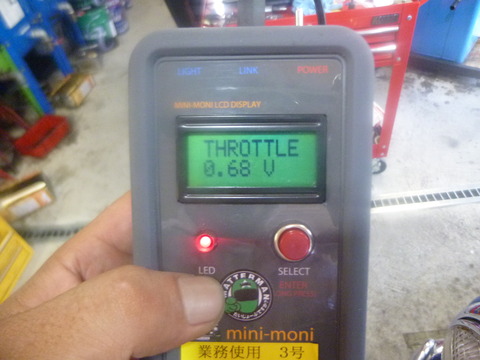 LIGHT LINK POWER
MINI-MONI LCD DISPLAY
THROTTLE
0.68 V
LED SELECT
ENTER
mini-moni
業務使用 3号